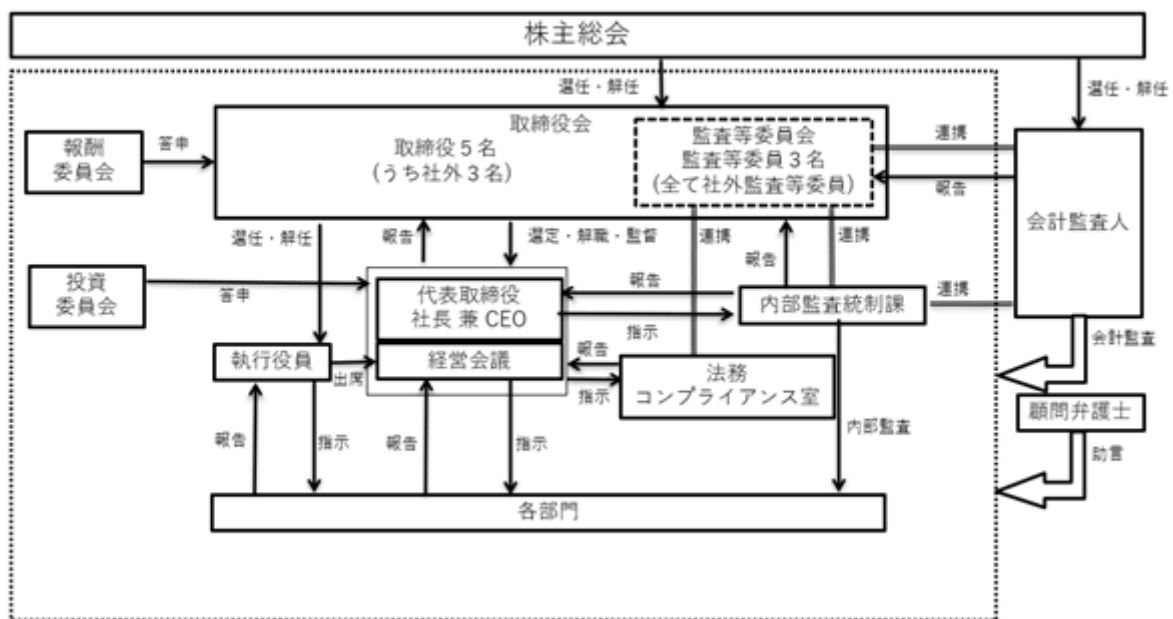 株主総会
選任・解任
選任・解任
取締役会
報酬
委員会
答申
取締役5名
(うち社外3名)
監査等委員会
監査等委員3名
(全て社外監査等委員)
連携
報告
会計監査人
選任・解任
報告
選定・解職・監督
連携
報告
連携
投資
委員会
答申
代表取締役
社長 兼 CEO
報告
指示
内部監査統制課
連携
会計監査
執行役員
出席
経営会議
報告
指示
法務
コンプライアンス室
顧問弁護士
報告
指示
報告
指示
内部監査
助言
各部門